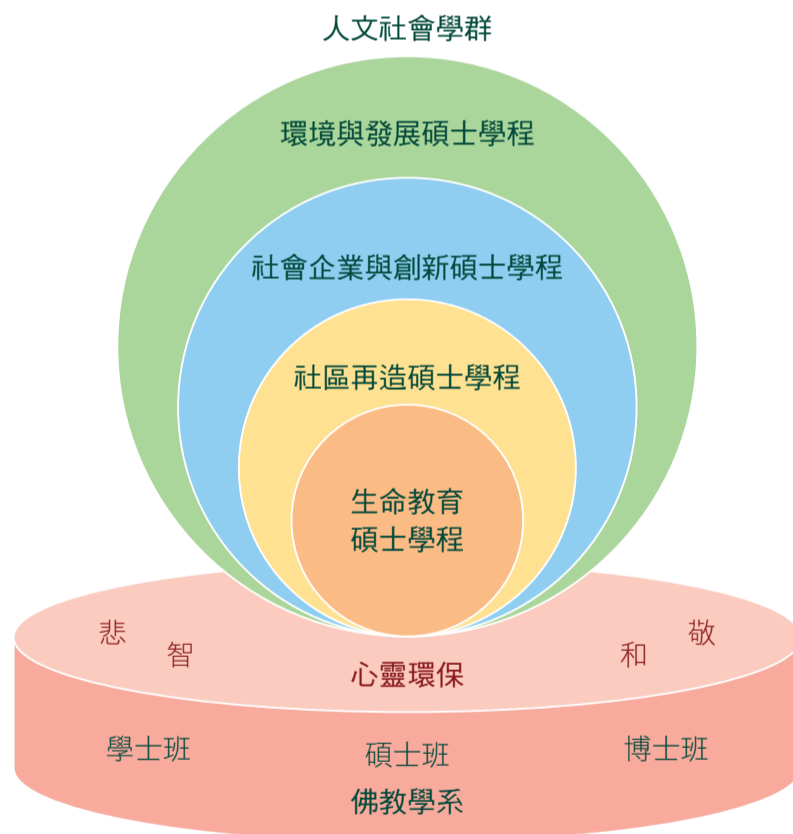 人文社會學群
環境與發展碩士學程
社會企業與創新碩士學程
社區再造碩士學程
生命教育
碩士學程
悲
智
和
敬
心靈環保
學士班
碩士班
博士班
佛教學系